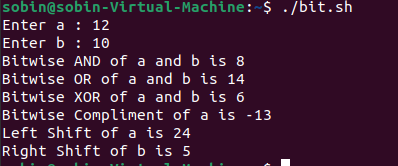 sobin@sobin-Virtual-Machine:~$ ./bit.sh
Enter a : 12
Enter b : 10
Bitwise AND of a and b is 8
Bitwise OR of a and b is 14
Bitwise XOR of a and b is 6
Bitwise Compliment of a is -13
Left Shift of a is 24
Right Shift of b is 5